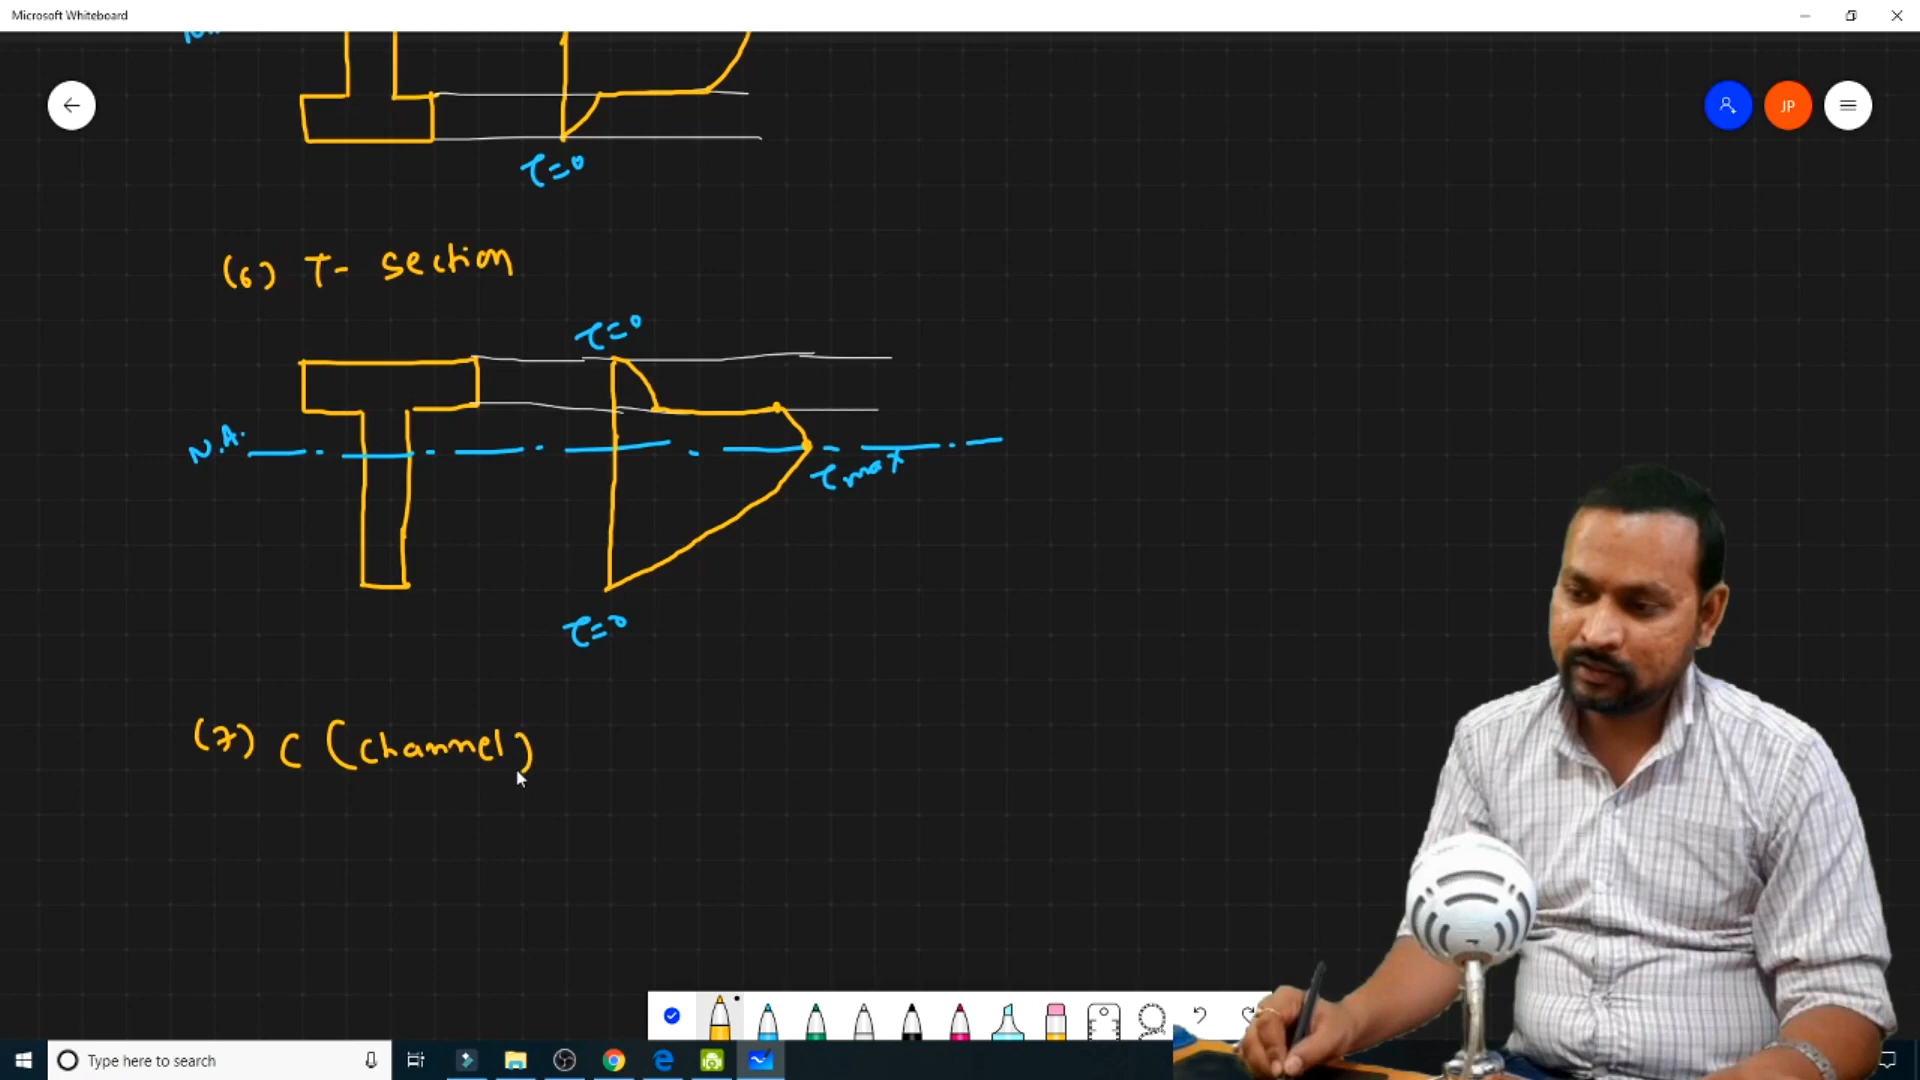 Microsoft Whiteboard
JP
τ=0
(6) T- section
τ=0
N.A.
τmax
τ=0
(7) C (channel)
Type here to search